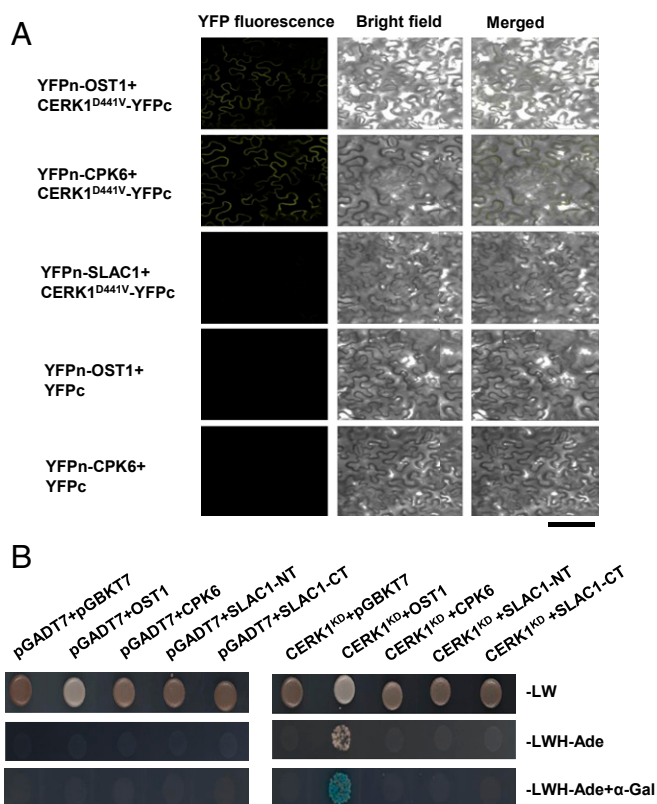 A
YFP fluorescence Bright field Merged
YFPn-OST1+
CERK1D441V-YFPc
YFPn-CPK6+
CERK1D441V-YFPc
YFPn-SLAC1+
CERK1D441V-YFPc
YFPn-OST1+
YFPc
YFPn-CPK6+
YFPc
B
pGADT7+pGBKT7
pGADT7+OST1
pGADT7+CPK6
pGADT7+SLAC1-NT
pGADT7+SLAC1-CT
CERK1KD+pGBKT7
CERK1KD+OST1
CERK1KD +CPK6
CERK1KD +SLAC1-NT
CERK1KD +SLAC1-CT
-LW
-LWH-Ade
-LWH-Ade+α-Gal